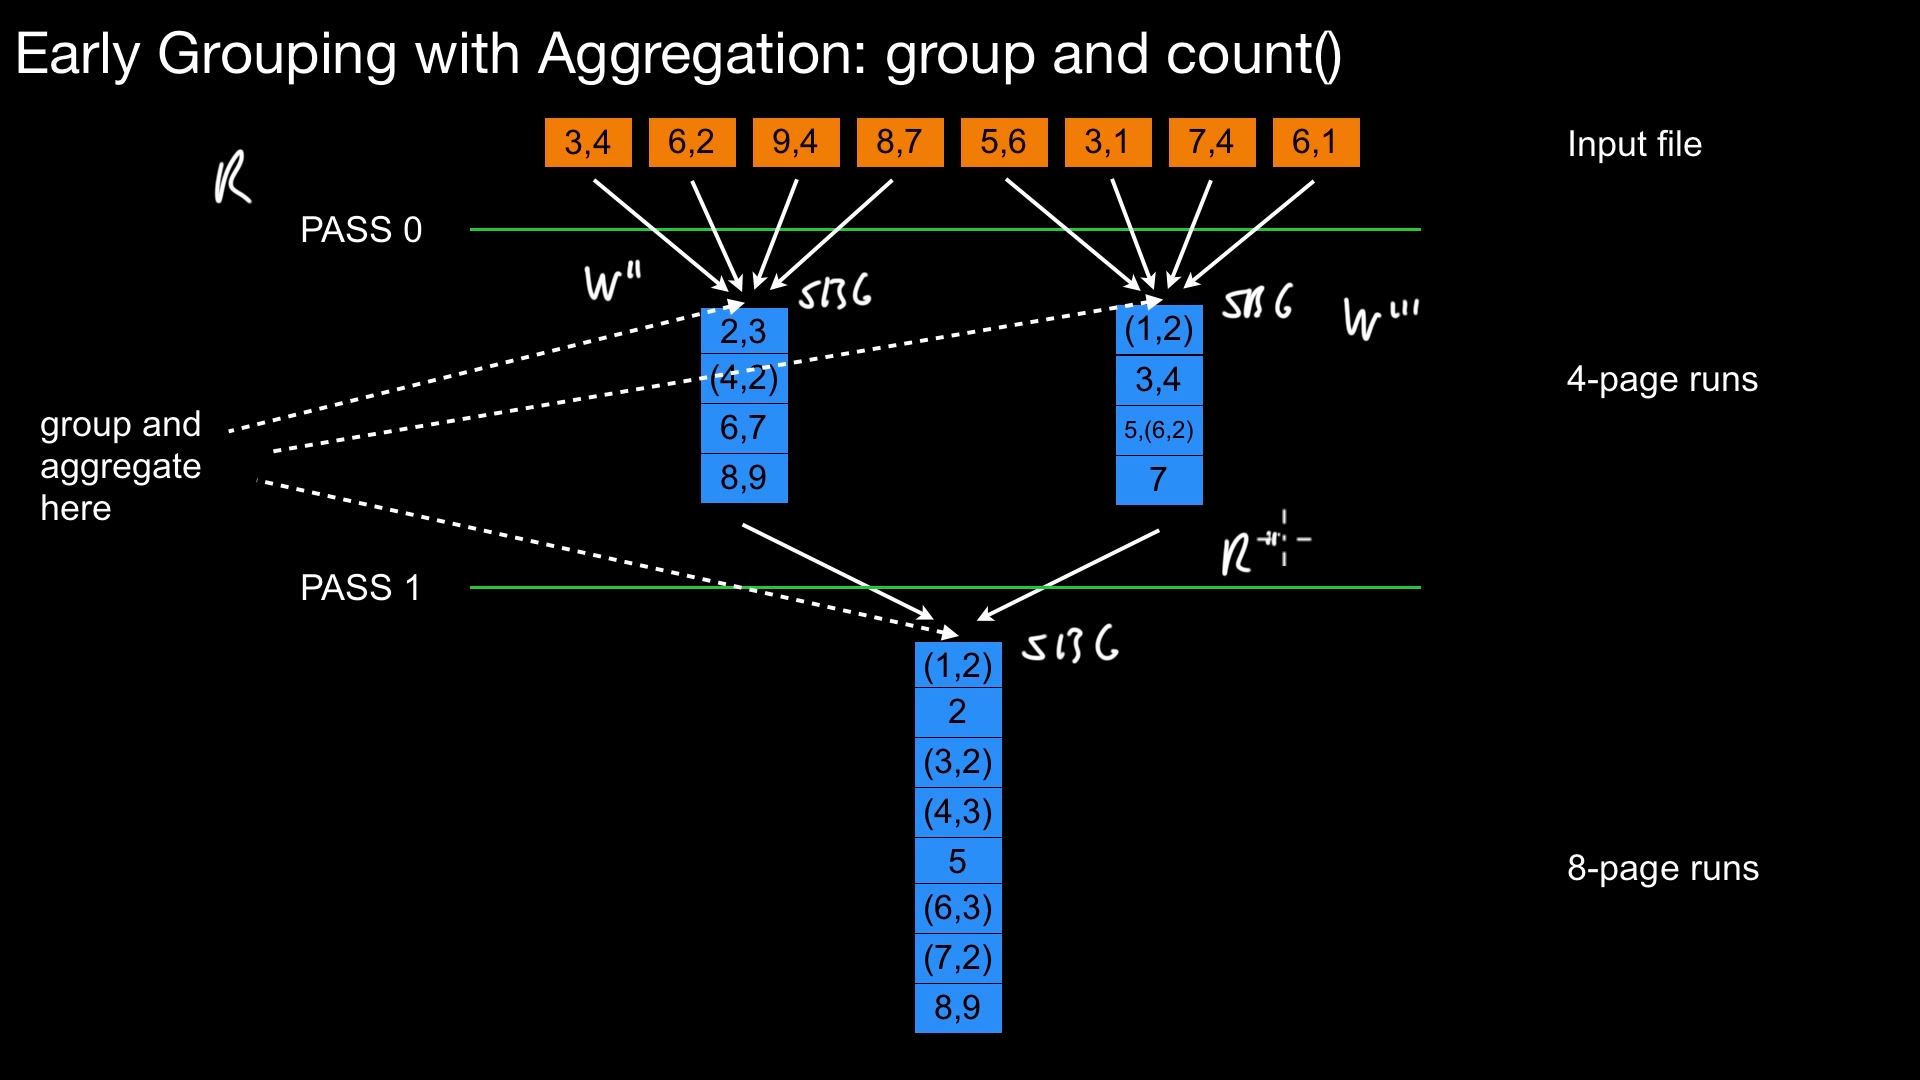 Early Grouping with Aggregation: group and count()
3,4 6,2 9,4 8,7 5,6 3,1 7,4 6,1 Input file
R
PASS 0
W" SBG SBG W'''
2,3
(4,2)
6,7
8,9
(1,2)
3,4
5,(6,2)
7
4-page runs
group and
aggregate
here
R
PASS 1
SBG
(1,2)
2
(3,2)
(4,3)
5
(6,3)
(7,2)
8,9
8-page runs